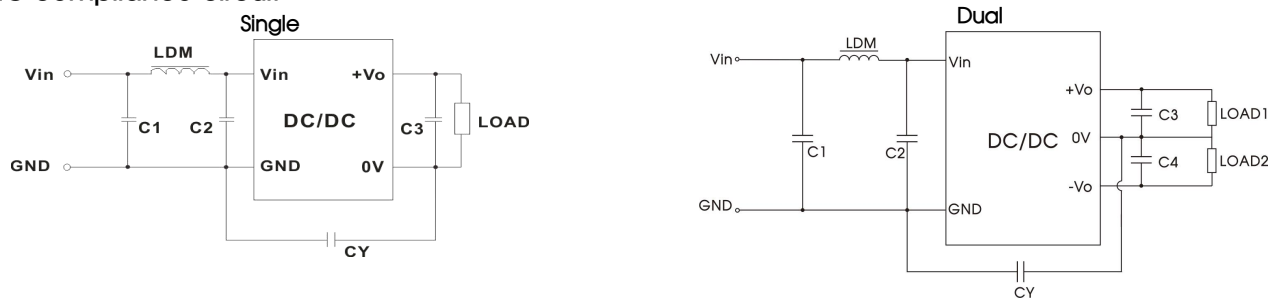 Single
LDM
Vin
Vin
+Vo
C1
C2
DC/DC
C3
LOAD
GND
GND
0V
CY
Dual
LDM
Vin
Vin
+Vo
C3
LOAD1
C1
C2
DC/DC
0V
C4
LOAD2
-Vo
GND
GND
CY